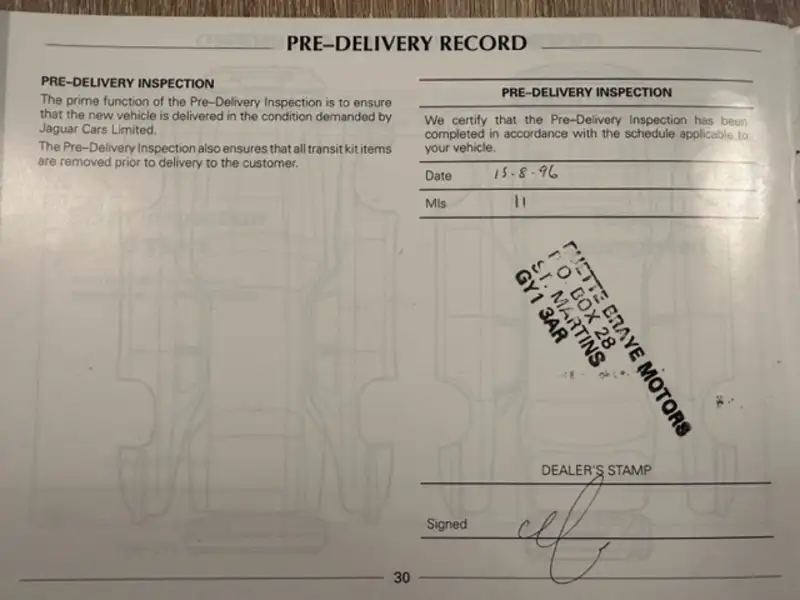 PRE–DELIVERY RECORD
PRE–DELIVERY INSPECTION
The prime function of the Pre–Delivery Inspection is to ensure
that the new vehicle is delivered in the condition demanded by
Jaguar Cars Limited.
The Pre–Delivery Inspection also ensures that all transit kit items
are removed prior to delivery to the customer.
PRE–DELIVERY INSPECTION
We certify that the Pre–Delivery Inspection has been
completed in accordance with the schedule applicable to
your vehicle.
Date 15·8·96
Mls 11
BRAYE MOTORS
P.O. BOX 28
ST. MARTINS
GY1 3AR
DEALER'S STAMP
Signed
30